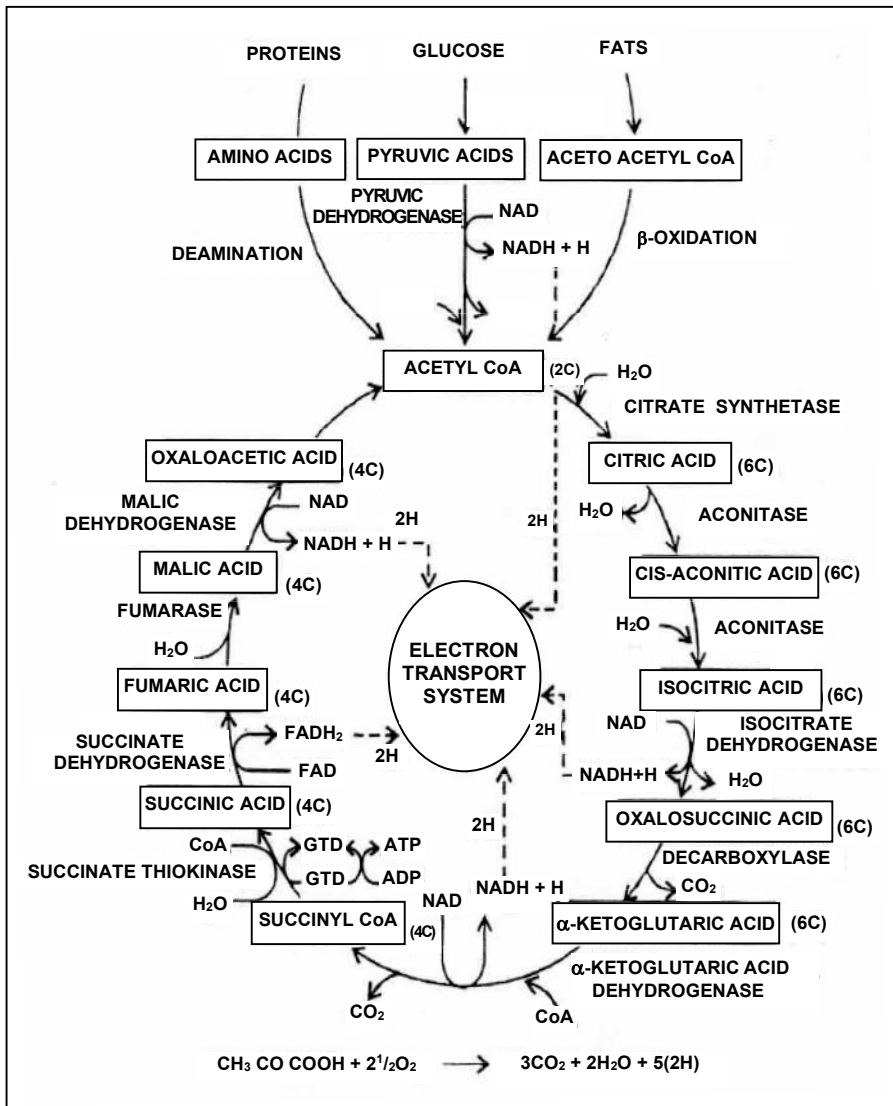 PROTEINS
GLUCOSE
FATS
AMINO ACIDS
PYRUVIC ACIDS
ACETO ACETYL CoA
PYRUVIC
DEHYDROGENASE
NAD
NADH + H
DEAMINATION
β-OXIDATION
ACETYL CoA (2C)
H₂O
CITRATE SYNTHETASE
OXALOACETIC ACID (4C)
CITRIC ACID (6C)
MALIC
DEHYDROGENASE
NAD
NADH + H
2H
2H
H₂O
ACONITASE
MALIC ACID (4C)
CIS-ACONITIC ACID (6C)
FUMARASE
H₂O
H₂O
ACONITASE
ELECTRON
TRANSPORT
SYSTEM
FUMARIC ACID (4C)
ISOCITRIC ACID (6C)
SUCCINATE
DEHYDROGENASE
FADH₂
FAD
2H
2H
NAD
ISOCITRATE
DEHYDROGENASE
NADH+H
H₂O
SUCCINIC ACID (4C)
OXALOSUCCINIC ACID (6C)
CoA
GTD
ATP
SUCCINATE THIOKINASE
GTD
ADP
H₂O
2H
DECARBOXYLASE
CO₂
NAD
NADH + H
SUCCINYL CoA (4C)
α-KETOGLUTARIC ACID (6C)
α-KETOGLUTARIC ACID
DEHYDROGENASE
CO₂
CoA
CH₃ CO COOH + 2¹/₂O₂ → 3CO₂ + 2H₂O + 5(2H)